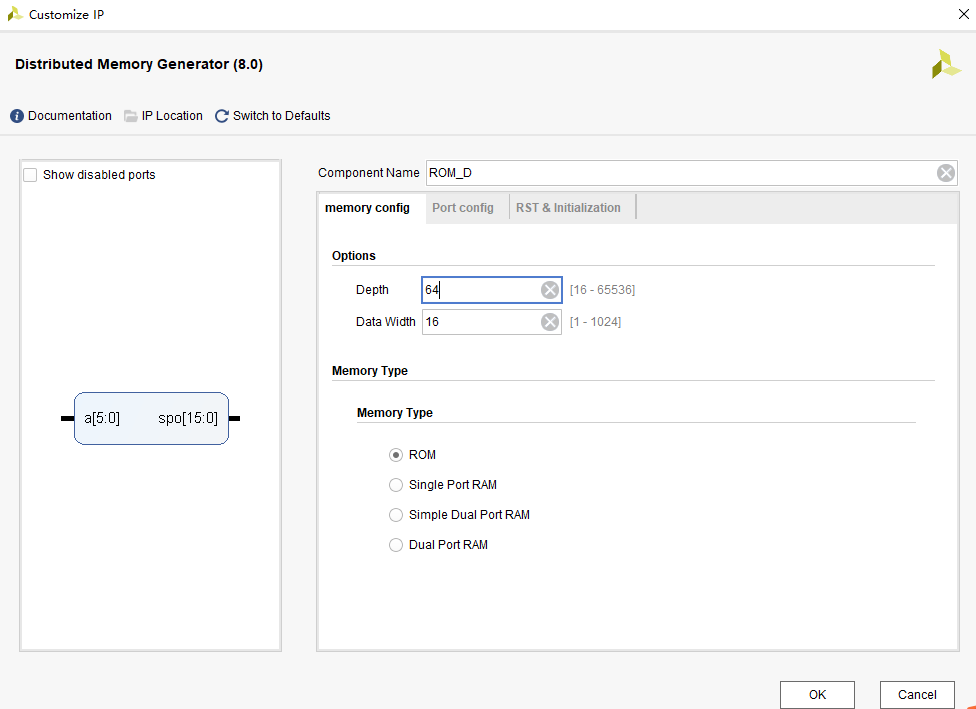 Customize IP
Distributed Memory Generator (8.0)
Documentation IP Location Switch to Defaults
Show disabled ports
a[5:0] spo[15:0]
Component Name ROM_D
memory config Port config RST & Initialization
Options
Depth 64 [16 - 65536]
Data Width 16 [1 - 1024]
Memory Type
Memory Type
ROM
Single Port RAM
Simple Dual Port RAM
Dual Port RAM
OK Cancel